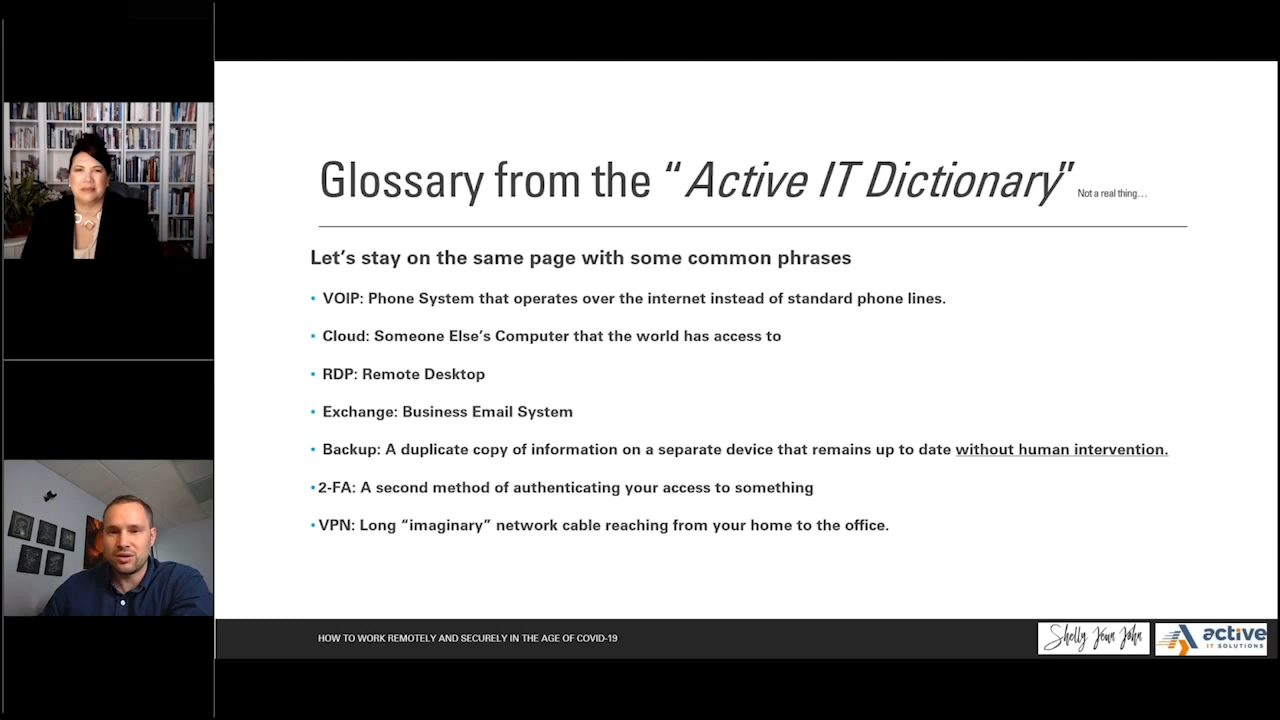 Glossary from the “Active IT Dictionary” Not a real thing…
Let’s stay on the same page with some common phrases
• VOIP: Phone System that operates over the internet instead of standard phone lines.
• Cloud: Someone Else’s Computer that the world has access to
• RDP: Remote Desktop
• Exchange: Business Email System
• Backup: A duplicate copy of information on a separate device that remains up to date without human intervention.
• 2-FA: A second method of authenticating your access to something
• VPN: Long “imaginary” network cable reaching from your home to the office.
HOW TO WORK REMOTELY AND SECURELY IN THE AGE OF COVID-19
Shelly Jean John
active
IT SOLUTIONS